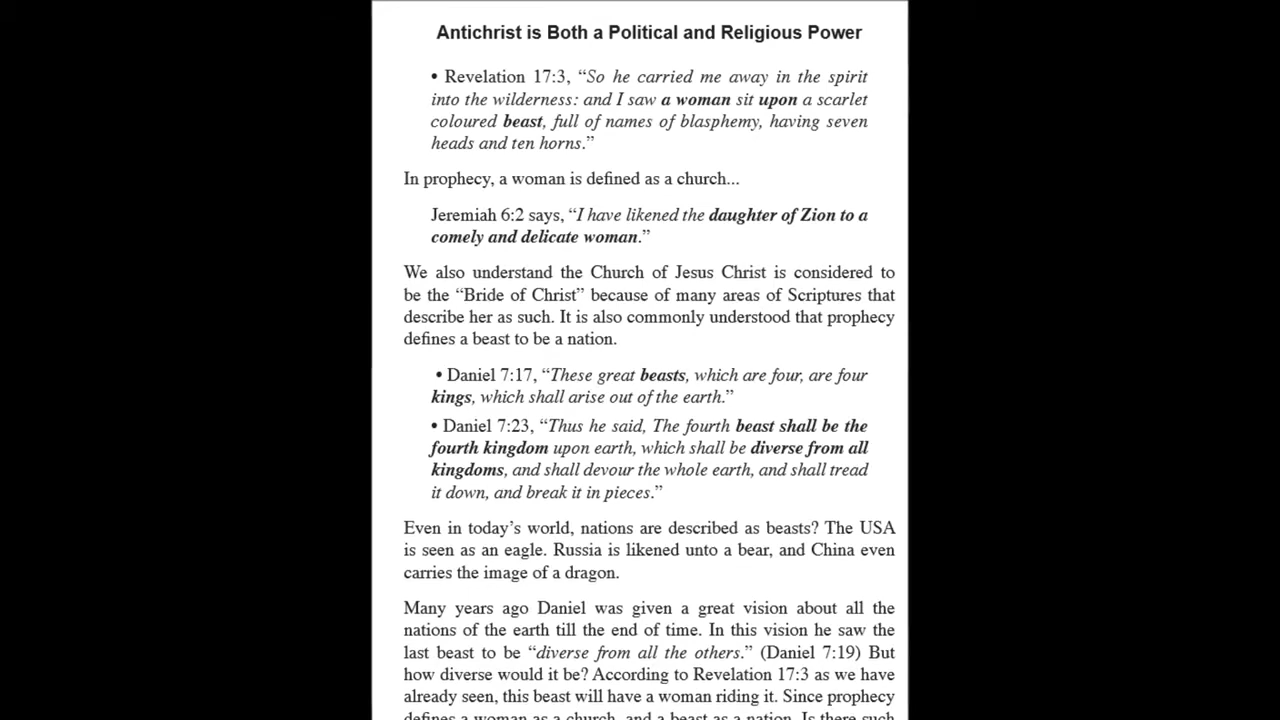 Antichrist is Both a Political and Religious Power
• Revelation 17:3, “So he carried me away in the spirit
into the wilderness: and I saw a woman sit upon a scarlet
coloured beast, full of names of blasphemy, having seven
heads and ten horns.”
In prophecy, a woman is defined as a church...
Jeremiah 6:2 says, “I have likened the daughter of Zion to a
comely and delicate woman.”
We also understand the Church of Jesus Christ is considered to
be the “Bride of Christ” because of many areas of Scriptures that
describe her as such. It is also commonly understood that prophecy
defines a beast to be a nation.
• Daniel 7:17, “These great beasts, which are four, are four
kings, which shall arise out of the earth.”
• Daniel 7:23, “Thus he said, The fourth beast shall be the
fourth kingdom upon earth, which shall be diverse from all
kingdoms, and shall devour the whole earth, and shall tread
it down, and break it in pieces.”
Even in today’s world, nations are described as beasts? The USA
is seen as an eagle. Russia is likened unto a bear, and China even
carries the image of a dragon.
Many years ago Daniel was given a great vision about all the
nations of the earth till the end of time. In this vision he saw the
last beast to be “diverse from all the others.” (Daniel 7:19) But
how diverse would it be? According to Revelation 17:3 as we have
already seen, this beast will have a woman riding it. Since prophecy
defines a woman as a church, and a beast as a nation. Is there such